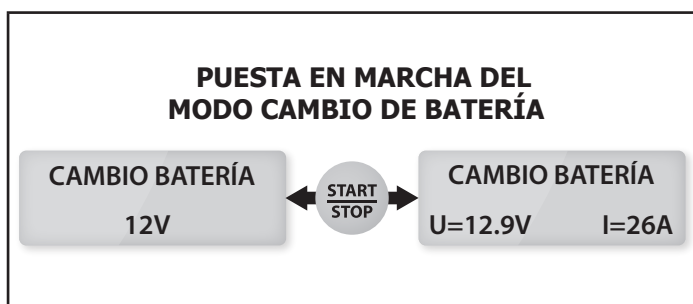 PUESTA EN MARCHA DEL
MODO CAMBIO DE BATERÍA
CAMBIO BATERÍA
12V
START
STOP
CAMBIO BATERÍA
U=12.9V I=26A